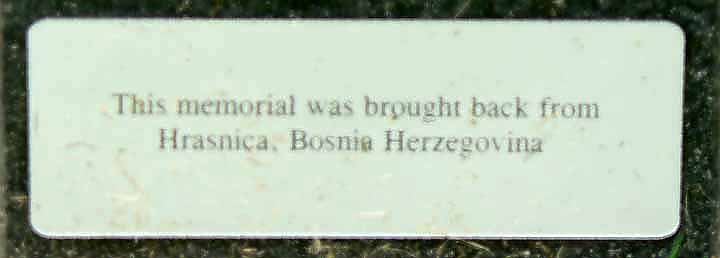 This memorial was brought back from
Hrasnica, Bosnia Herzegovina